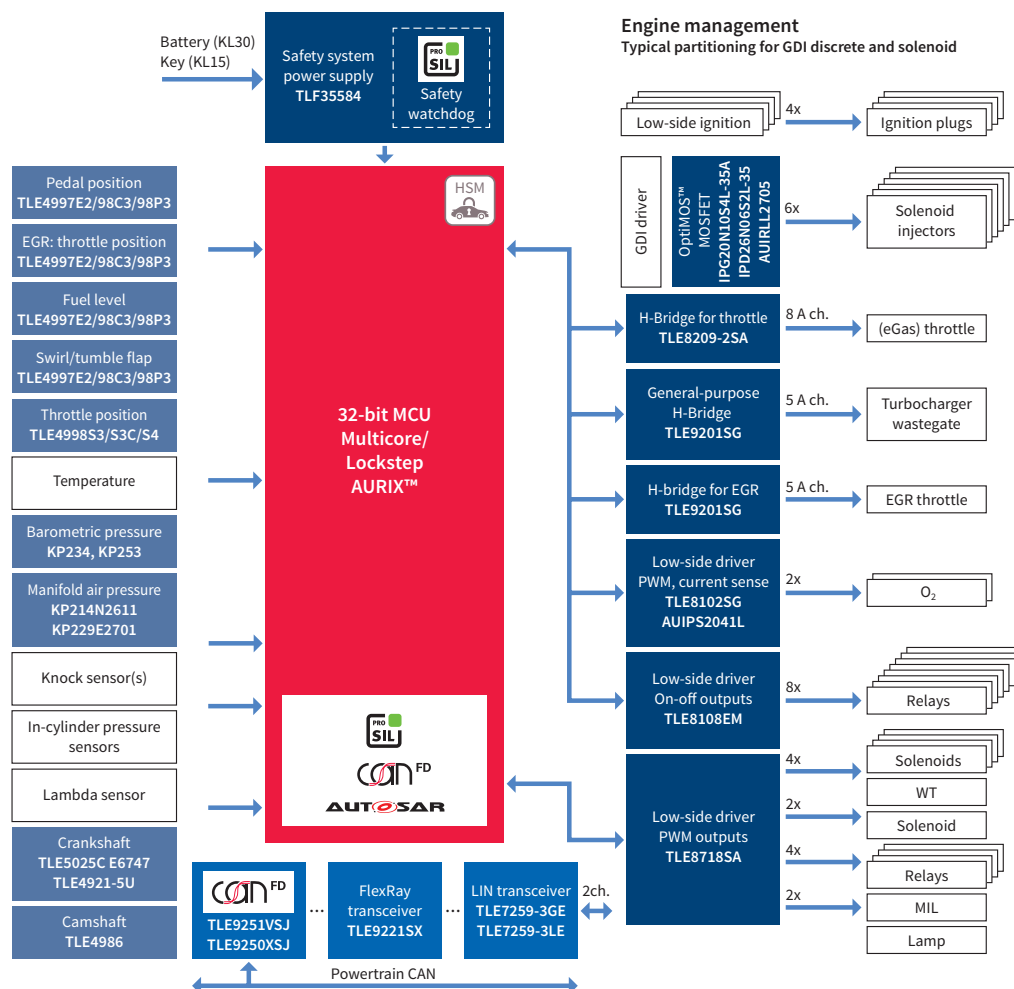 Engine management
Typical partitioning for GDI discrete and solenoid
Battery (KL30)
Key (KL15)
Safety system
power supply
TLF35584
PRO
SIL
Safety
watchdog
Pedal position
TLE4997E2/98C3/98P3
EGR: throttle position
TLE4997E2/98C3/98P3
Fuel level
TLE4997E2/98C3/98P3
Swirl/tumble flap
TLE4997E2/98C3/98P3
Throttle position
TLE4998S3/S3C/S4
Temperature
Barometric pressure
KP234, KP253
Manifold air pressure
KP214N2611
KP229E2701
Knock sensor(s)
In-cylinder pressure
sensors
Lambda sensor
Crankshaft
TLE5025C E6747
TLE4921-5U
Camshaft
TLE4986
HSM
32-bit MCU
Multicore/
Lockstep
AURIX™
PRO
SIL
CAN FD
AUTOSAR
CAN FD
TLE9251VSJ
TLE9250XSJ
...
FlexRay
transceiver
TLE9221SX
...
LIN transceiver
TLE7259-3GE
TLE7259-3LE
2ch.
Powertrain CAN
Low-side ignition
4x
Ignition plugs
GDI driver
OptiMOS™
MOSFET
IPG20N10S4L-35A
IPD26N06S2L-35
AUIRLL2705
6x
Solenoid
injectors
H-Bridge for throttle
TLE8209-2SA
8 A ch.
(eGas) throttle
General-purpose
H-Bridge
TLE9201SG
5 A ch.
Turbocharger
wastegate
H-bridge for EGR
TLE9201SG
5 A ch.
EGR throttle
Low-side driver
PWM, current sense
TLE8102SG
AUIPS2041L
2x
O₂
Low-side driver
On-off outputs
TLE8108EM
8x
Relays
Low-side driver
PWM outputs
TLE8718SA
4x
Solenoids
WT
2x
Solenoid
4x
Relays
2x
MIL
Lamp